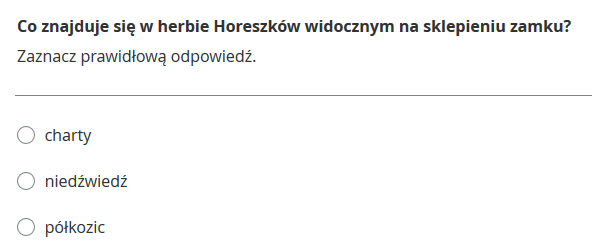 Co znajduje się w herbie Horeszków widocznym na sklepieniu zamku?
Zaznacz prawidłową odpowiedź.
charty
niedźwiedź
półkozic